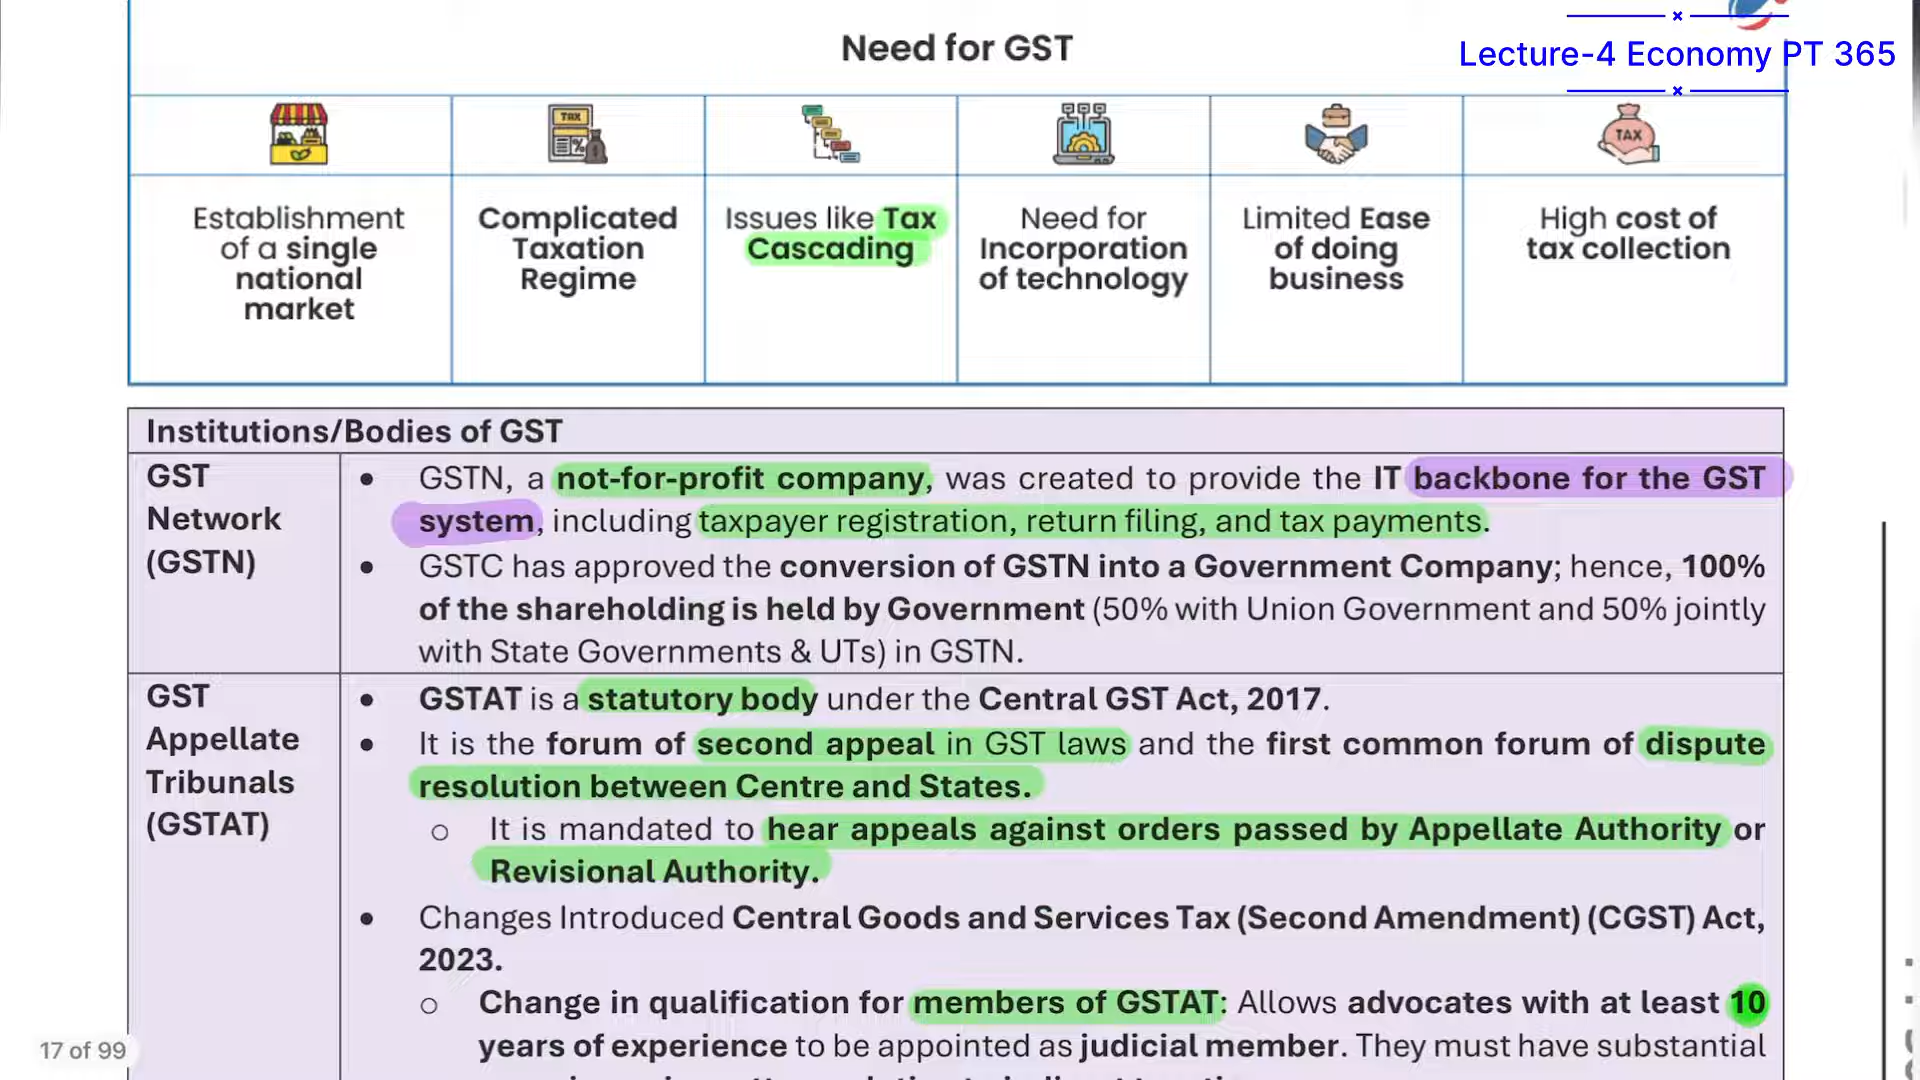 Need for GST
Lecture-4 Economy PT 365
TAX
%
TAX
Establishment
of a single
national
market
Complicated
Taxation
Regime
Issues like Tax
Cascading
Need for
Incorporation
of technology
Limited Ease
of doing
business
High cost of
tax collection
Institutions/Bodies of GST
GST
Network
(GSTN)
• GSTN, a not-for-profit company, was created to provide the IT backbone for the GST
system, including taxpayer registration, return filing, and tax payments.
• GSTC has approved the conversion of GSTN into a Government Company; hence, 100%
of the shareholding is held by Government (50% with Union Government and 50% jointly
with State Governments & UTs) in GSTN.
GST
Appellate
Tribunals
(GSTAT)
• GSTAT is a statutory body under the Central GST Act, 2017.
• It is the forum of second appeal in GST laws and the first common forum of dispute
resolution between Centre and States.
○ It is mandated to hear appeals against orders passed by Appellate Authority or
Revisional Authority.
• Changes Introduced Central Goods and Services Tax (Second Amendment) (CGST) Act,
2023.
○ Change in qualification for members of GSTAT: Allows advocates with at least 10
years of experience to be appointed as judicial member. They must have substantial
17 of 99